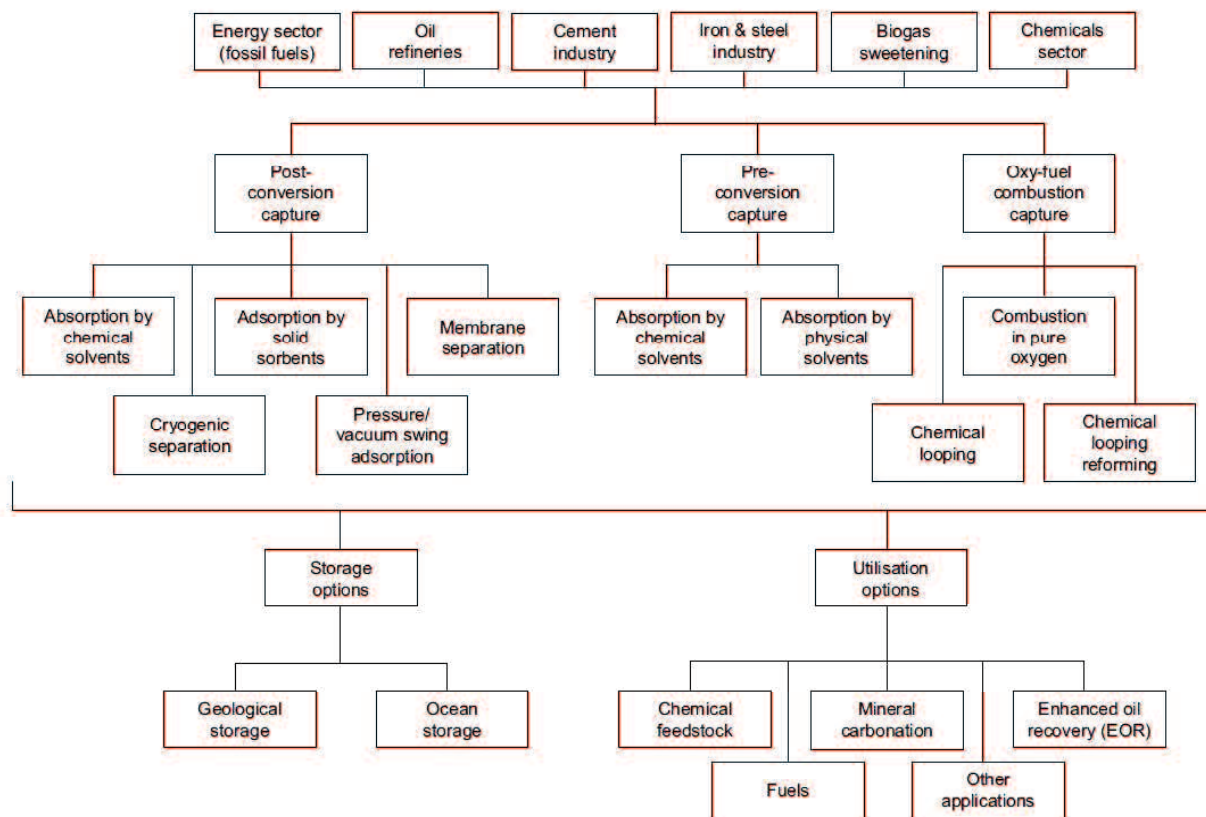 Energy sector
(fossil fuels)
Oil
refineries
Cement
industry
Iron & steel
industry
Biogas
sweetening
Chemicals
sector
Post-
conversion
capture
Pre-
conversion
capture
Oxy-fuel
combustion
capture
Absorption by
chemical
solvents
Adsorption by
solid
sorbents
Membrane
separation
Absorption by
chemical
solvents
Absorption by
physical
solvents
Combustion
in pure
oxygen
Cryogenic
separation
Pressure/
vacuum swing
adsorption
Chemical
looping
Chemical
looping
reforming
Storage
options
Utilisation
options
Geological
storage
Ocean
storage
Chemical
feedstock
Mineral
carbonation
Enhanced oil
recovery (EOR)
Fuels
Other
applications